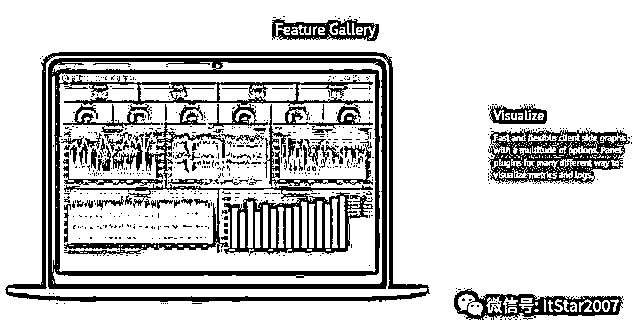 Feature Gallery
Visualize
Fast and flexible client side graphs
with a multitude of options. Panel
plugins for many different way to
visualize metrics and logs.
微信号: ItStar2007